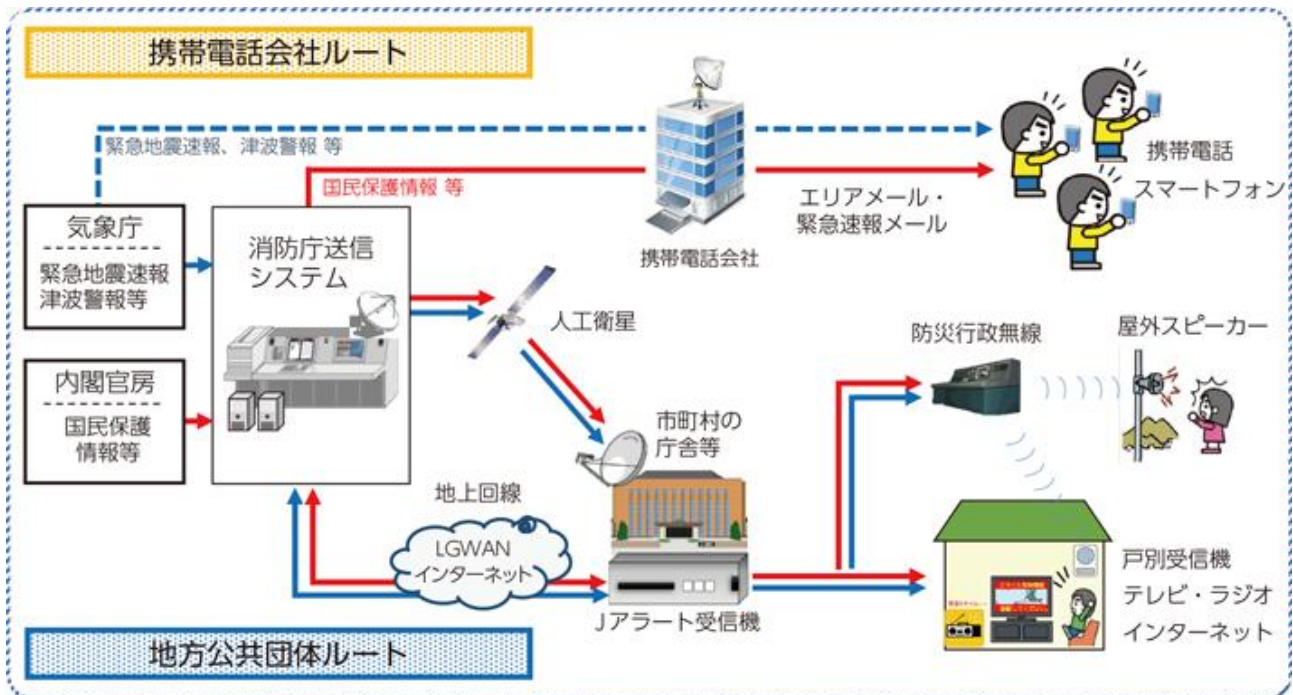 携帯電話会社ルート
緊急地震速報、津波警報 等
国民保護情報 等
気象庁
緊急地震速報
津波警報等
消防庁送信
システム
携帯電話会社
エリアメール・
緊急速報メール
携帯電話
スマートフォン
内閣官房
国民保護
情報等
人工衛星
防災行政無線
屋外スピーカー
市町村の
庁舎等
地上回線
LGWAN
インターネット
Jアラート受信機
戸別受信機
テレビ・ラジオ
インターネット
地方公共団体ルート